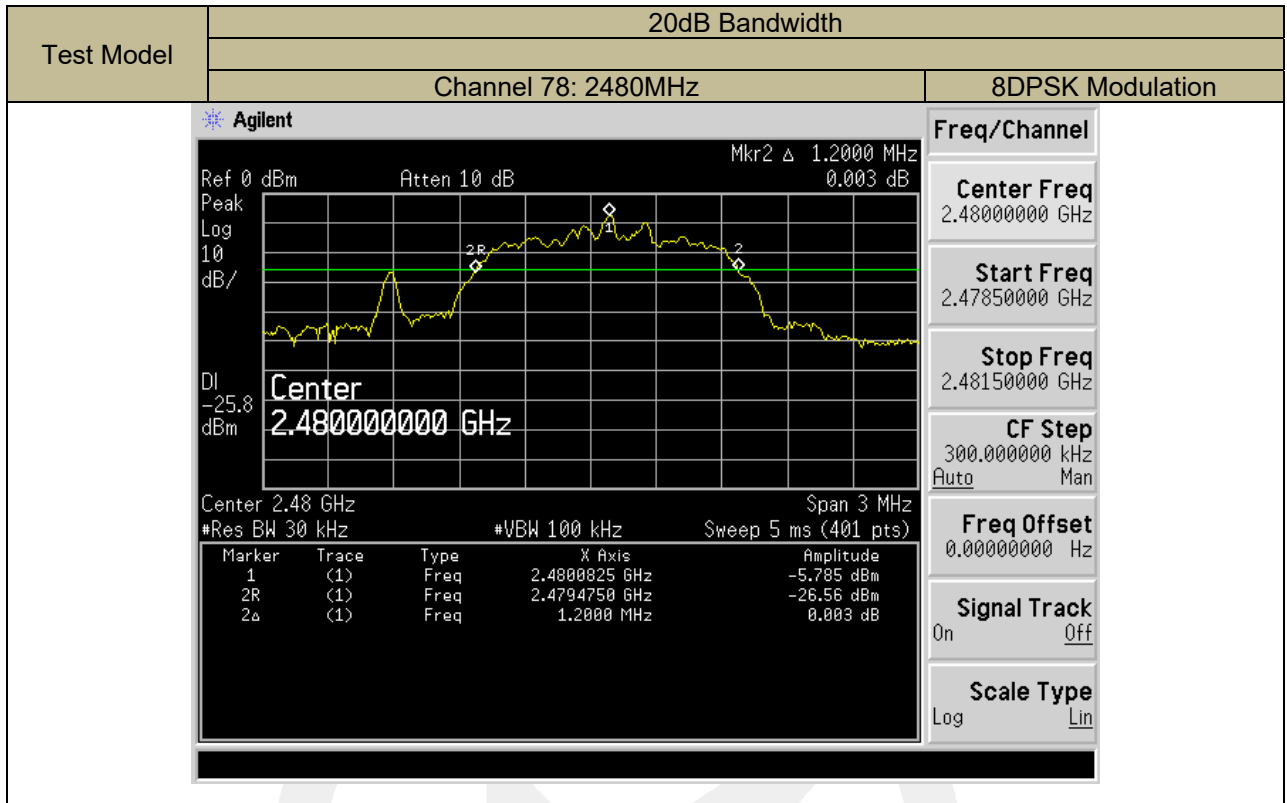 Test Model
20dB Bandwidth
Channel 78: 2480MHz
8DPSK Modulation
Agilent
Freq/Channel
Mkr2 Δ 1.2000 MHz
Ref 0 dBm Atten 10 dB 0.003 dB
Peak
Log
10
dB/
1
2R
2
DI
-25.8
dBm
Center
2.480000000 GHz
Center 2.48 GHz Span 3 MHz
#Res BW 30 kHz #VBW 100 kHz Sweep 5 ms (401 pts)
Marker Trace Type X Axis Amplitude
1 (1) Freq 2.4800825 GHz -5.785 dBm
2R (1) Freq 2.4794750 GHz -26.56 dBm
2Δ (1) Freq 1.2000 MHz 0.003 dB
Center Freq
2.48000000 GHz
Start Freq
2.47850000 GHz
Stop Freq
2.48150000 GHz
CF Step
300.000000 kHz
Auto Man
Freq Offset
0.00000000 Hz
Signal Track
On Off
Scale Type
Log Lin